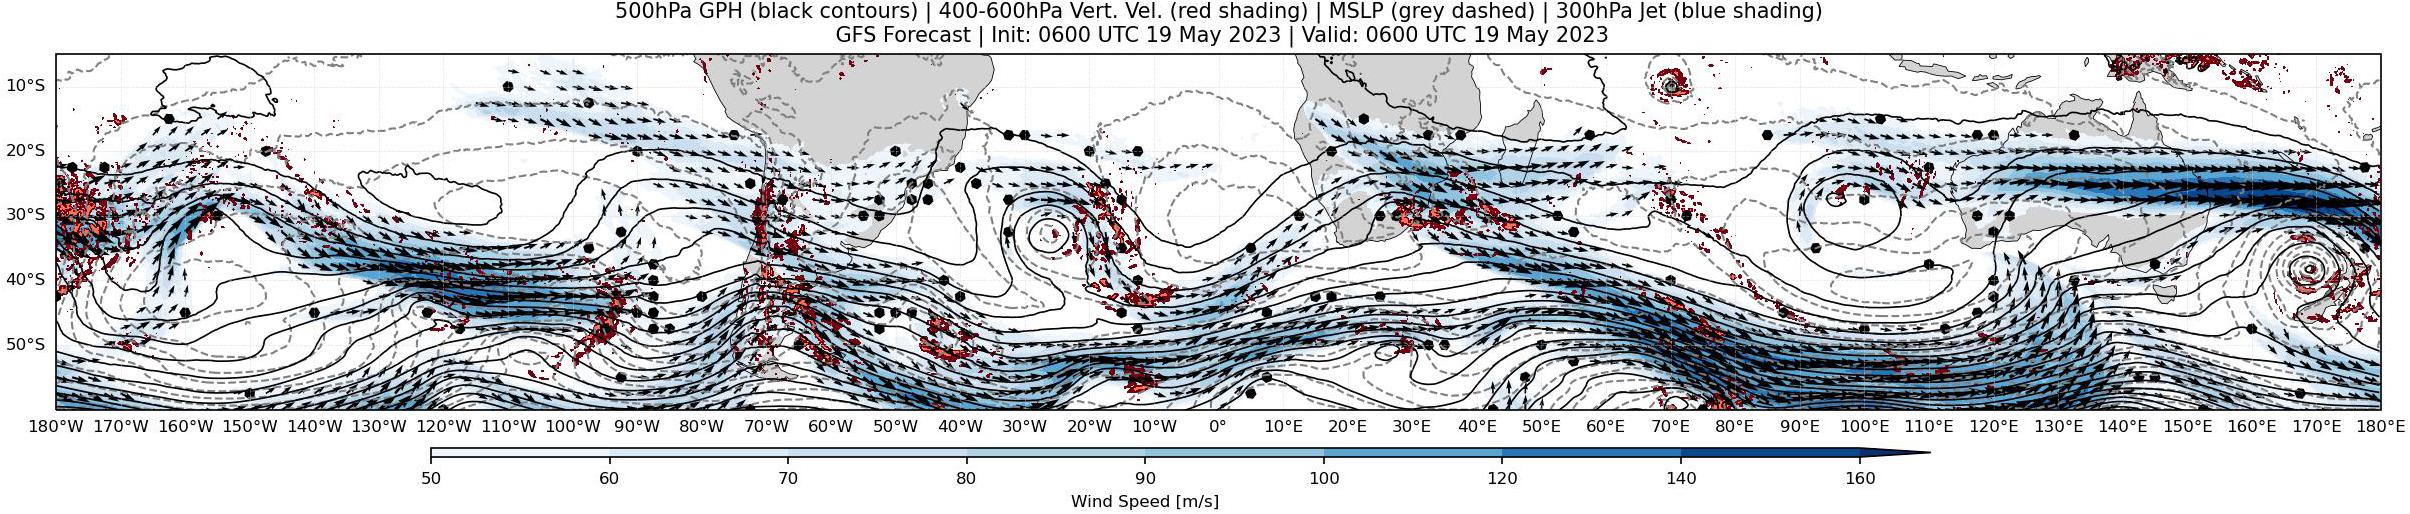 500hPa GPH (black contours) | 400-600hPa Vert. Vel. (red shading) | MSLP (grey dashed) | 300hPa Jet (blue shading)
GFS Forecast | Init: 0600 UTC 19 May 2023 | Valid: 0600 UTC 19 May 2023
10°S
20°S
30°S
40°S
50°S
180°W 170°W 160°W 150°W 140°W 130°W 120°W 110°W 100°W 90°W 80°W 70°W 60°W 50°W 40°W 30°W 20°W 10°W 0° 10°E 20°E 30°E 40°E 50°E 60°E 70°E 80°E 90°E 100°E 110°E 120°E 130°E 140°E 150°E 160°E 170°E 180°E
50 60 70 80 90 100 120 140 160
Wind Speed [m/s]